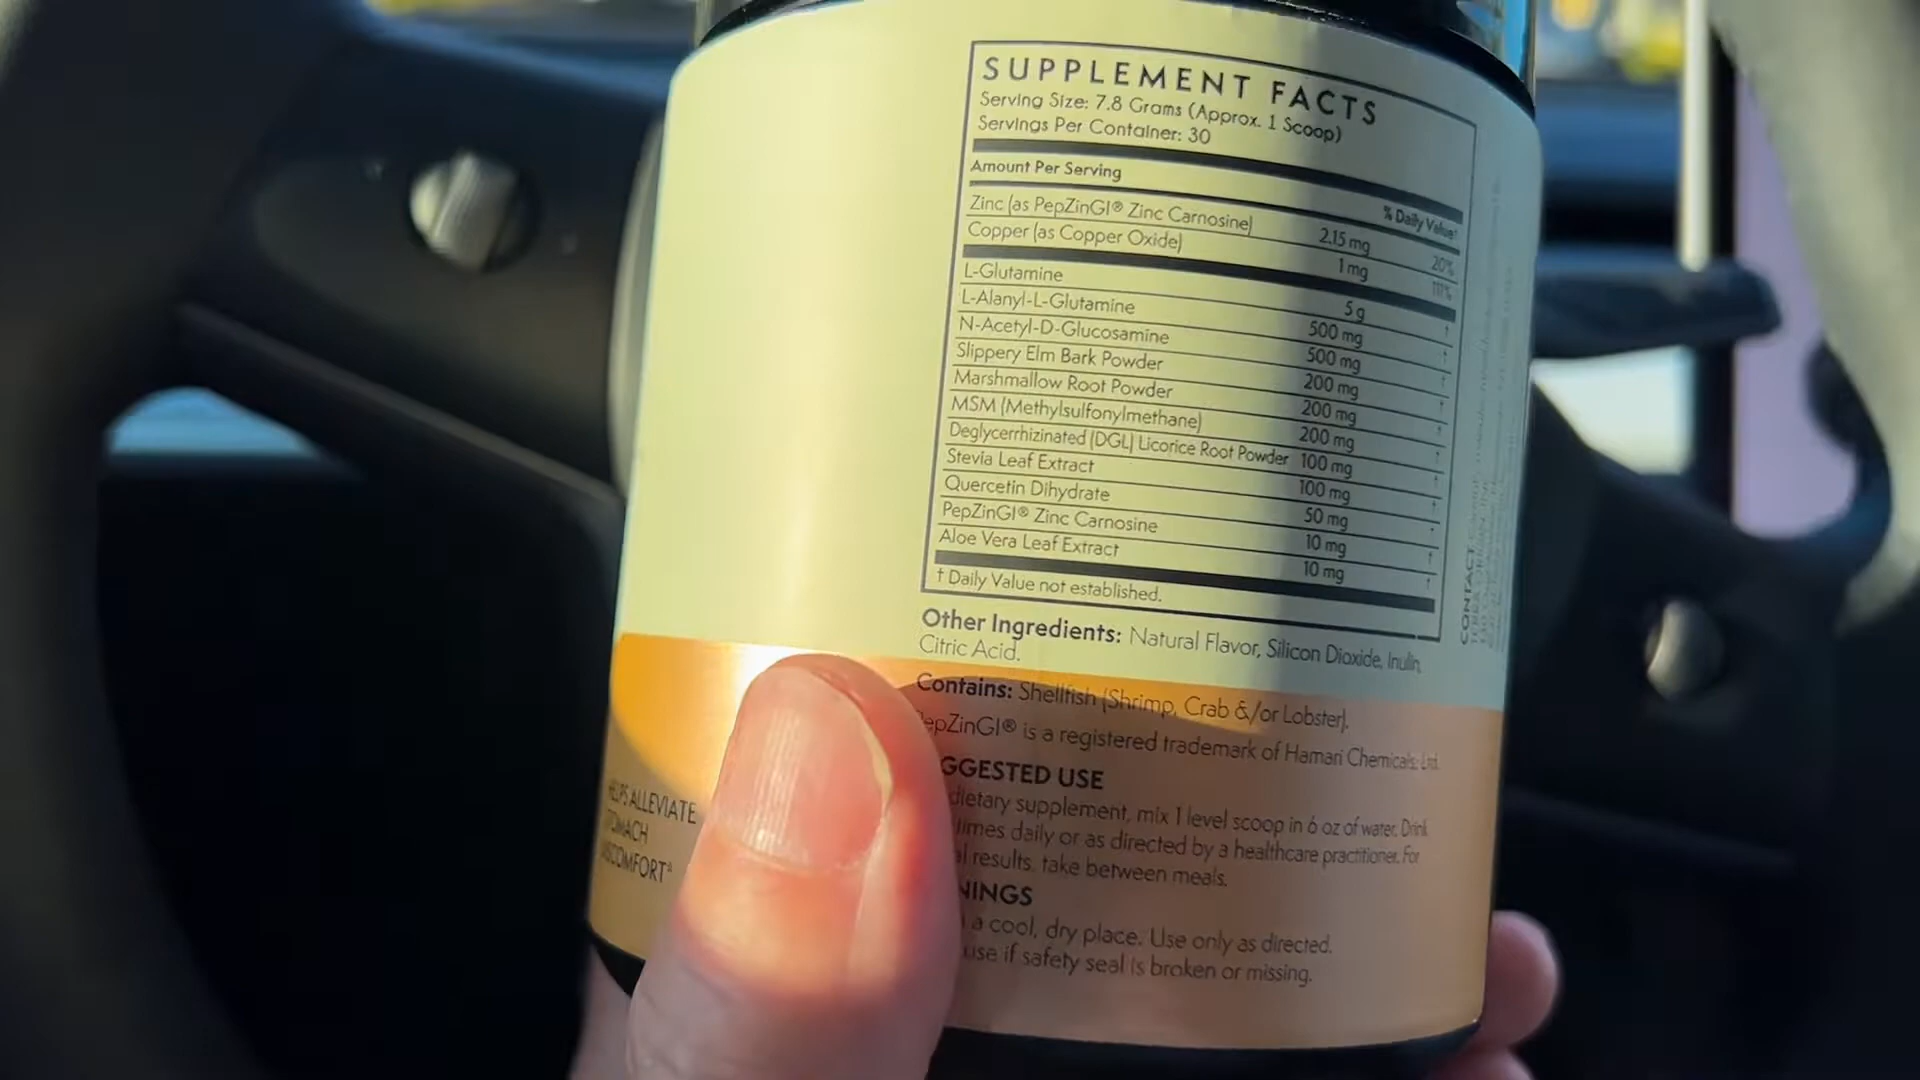 SUPPLEMENT FACTS
Serving Size: 7.8 Grams (Approx. 1 Scoop)
Servings Per Container: 30
Amount Per Serving
% Daily Value
Zinc (as PepZinGI® Zinc Carnosine) 2.15 mg 20%
Copper (as Copper Oxide) 1 mg 111%
L-Glutamine 5 g †
L-Alanyl-L-Glutamine 500 mg †
N-Acetyl-D-Glucosamine 500 mg †
Slippery Elm Bark Powder 200 mg †
Marshmallow Root Powder 200 mg †
MSM (Methylsulfonylmethane) 200 mg †
Deglycerrhizinated (DGL) Licorice Root Powder 100 mg †
Stevia Leaf Extract 100 mg †
Quercetin Dihydrate 50 mg †
PepZinGI® Zinc Carnosine 10 mg †
Aloe Vera Leaf Extract 10 mg †
† Daily Value not established.
Other Ingredients: Natural Flavor, Silicon Dioxide, Inulin,
Citric Acid.
Contains: Shellfish (Shrimp, Crab &/or Lobster).
epZinGI® is a registered trademark of Hamari Chemicals, Ltd.
GGESTED USE
dietary supplement, mix 1 level scoop in 6 oz of water. Drink
times daily or as directed by a healthcare practitioner. For
al results, take between meals.
NINGS
a cool, dry place. Use only as directed.
use if safety seal is broken or missing.
HELPS ALLEVIATE
STOMACH
DISCOMFORT
CONTACT